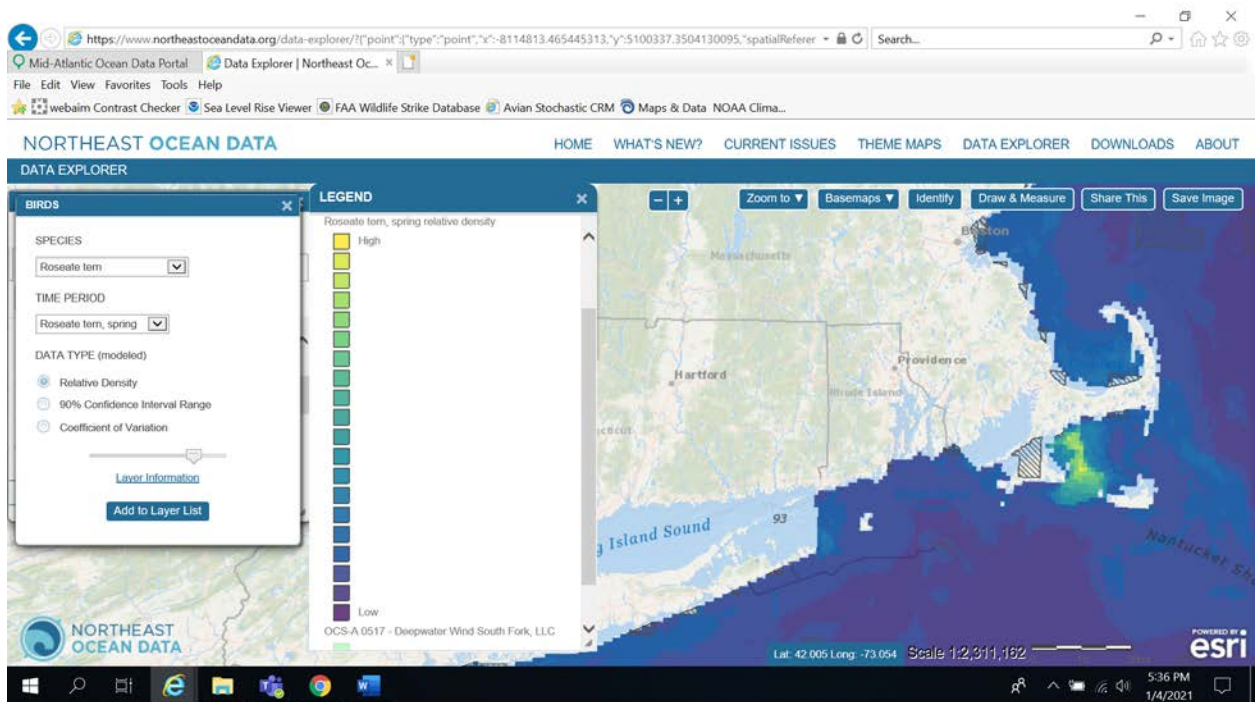 https://www.northeastoceandata.org/data-explorer/?{"point":{"type":"point","x":-8114813.465445313,"y":5100337.3504130095,"spatialReferer
Search...
Mid-Atlantic Ocean Data Portal
Data Explorer | Northeast Oc...
File Edit View Favorites Tools Help
webaim Contrast Checker Sea Level Rise Viewer FAA Wildlife Strike Database Avian Stochastic CRM Maps & Data NOAA Clima...
NORTHEAST OCEAN DATA
HOME WHAT'S NEW? CURRENT ISSUES THEME MAPS DATA EXPLORER DOWNLOADS ABOUT
DATA EXPLORER
BIRDS
SPECIES
Roseate tern
TIME PERIOD
Roseate tern, spring
DATA TYPE (modeled)
Relative Density
90% Confidence Interval Range
Coefficient of Variation
Layer Information
Add to Layer List
LEGEND
Roseate tern, spring relative density
High
Low
OCS-A 0517 - Deepwater Wind South Fork, LLC
Zoom to ▼ Basemaps ▼ Identify Draw & Measure Share This Save Image
Boston
Massachusetts
Hartford
Providence
Rhode Island
ecticut
g Island Sound
93
Nantucket Sh
NORTHEAST
OCEAN DATA
Lat: 42.005 Long: -73.054 Scale 1:2,311,162
POWERED BY
esri
5:36 PM
1/4/2021